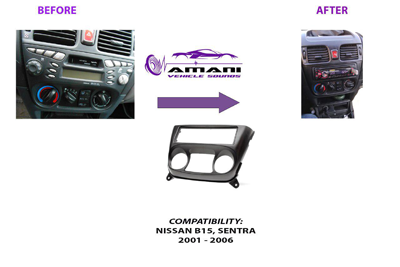 BEFORE
AFTER
AMANI
VEHICLE SOUNDS
COMPATIBILITY:
NISSAN B15, SENTRA
2001 - 2006